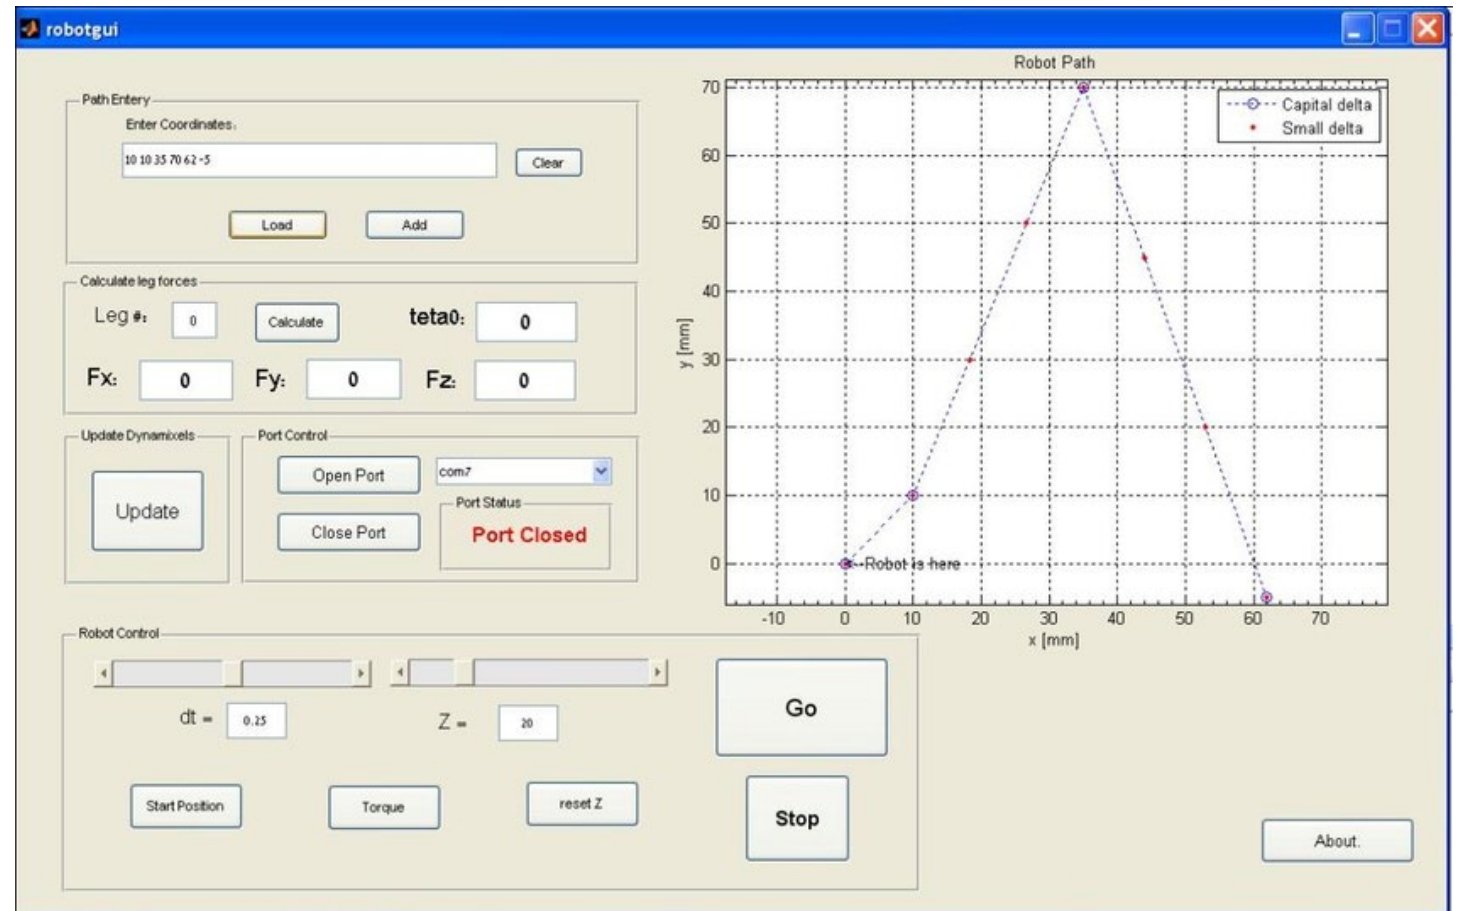 robotgui
Path Entery
Enter Coordinates:
10 10 35 70 62 -5
Clear
Load
Add
Calculate leg forces
Leg #:
0
Calculate
teta0:
0
Fx:
0
Fy:
0
Fz:
0
Update Dynamixels
Update
Port Control
Open Port
com7
Close Port
Port Status
Port Closed
Robot Control
dt =
0.25
Z =
20
Go
Start Position
Torque
reset Z
Stop
About.
Robot Path
Capital delta
Small delta
70
60
50
40
30
20
10
0
y [mm]
<--Robot is here
-10 0 10 20 30 40 50 60 70
x [mm]